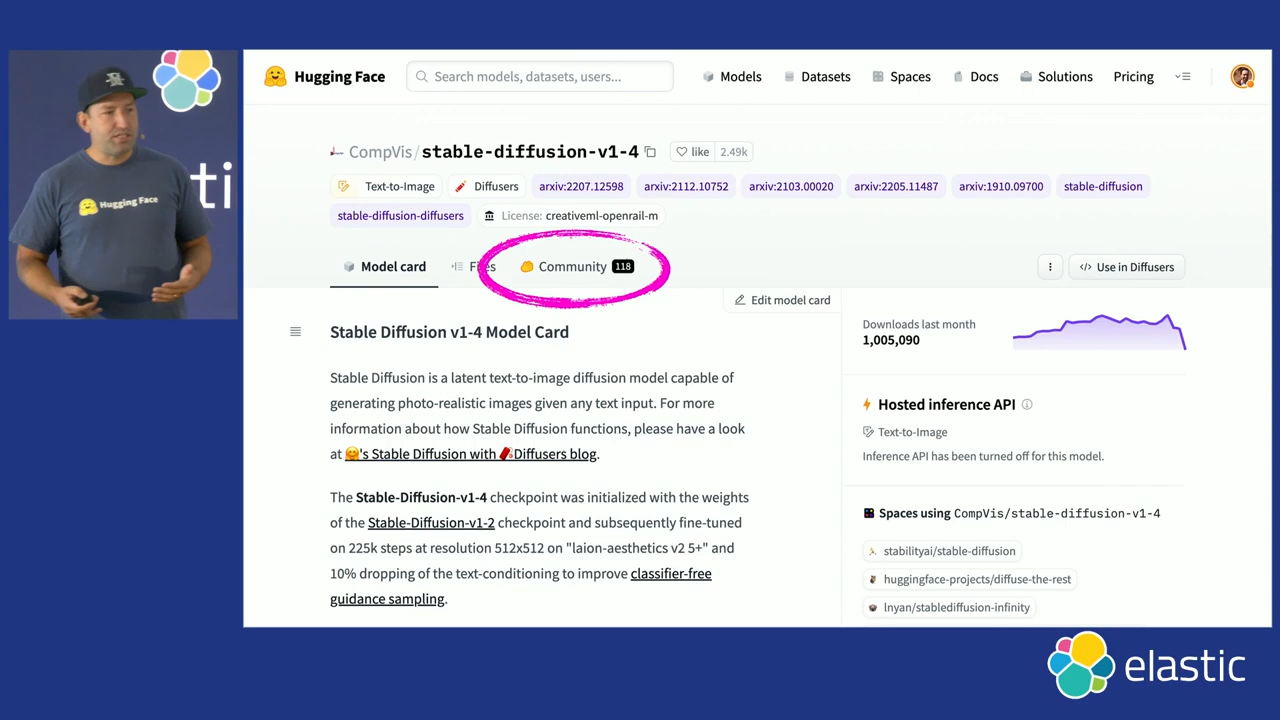 Hugging Face
ti
Hugging Face
Search models, datasets, users...
Models
Datasets
Spaces
Docs
Solutions
Pricing
CompVis/stable-diffusion-v1-4
like 2.49k
Text-to-Image
Diffusers
arxiv:2207.12598
arxiv:2112.10752
arxiv:2103.00020
arxiv:2205.11487
arxiv:1910.09700
stable-diffusion
stable-diffusion-diffusers
License: creativeml-openrail-m
Model card
Files
Community 118
Use in Diffusers
Edit model card
Stable Diffusion v1-4 Model Card
Stable Diffusion is a latent text-to-image diffusion model capable of
generating photo-realistic images given any text input. For more
information about how Stable Diffusion functions, please have a look
at 🤗's Stable Diffusion with 🧨Diffusers blog.
The Stable-Diffusion-v1-4 checkpoint was initialized with the weights
of the Stable-Diffusion-v1-2 checkpoint and subsequently fine-tuned
on 225k steps at resolution 512x512 on "laion-aesthetics v2 5+" and
10% dropping of the text-conditioning to improve classifier-free
guidance sampling.
Downloads last month
1,005,090
Hosted inference API
Text-to-Image
Inference API has been turned off for this model.
Spaces using CompVis/stable-diffusion-v1-4
stabilityai/stable-diffusion
huggingface-projects/diffuse-the-rest
lnyan/stablediffusion-infinity
elastic